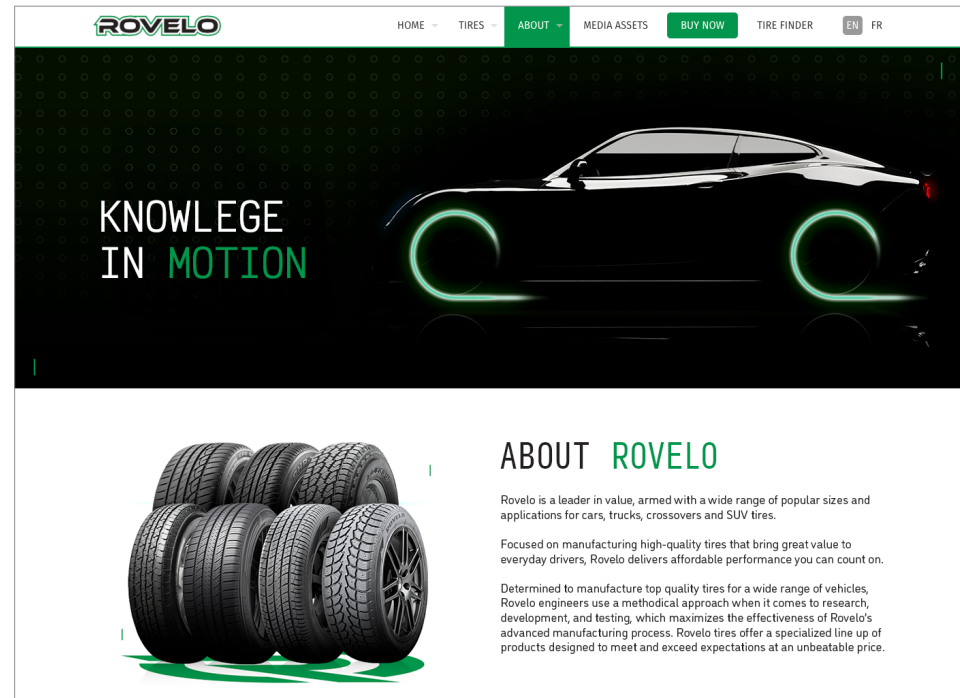 ROVELO
HOME TIRES ABOUT MEDIA ASSETS BUY NOW TIRE FINDER EN FR
KNOWLEGE
IN MOTION
ABOUT ROVELO
Rovelo is a leader in value, armed with a wide range of popular sizes and
applications for cars, trucks, crossovers and SUV tires.
Focused on manufacturing high-quality tires that bring great value to
everyday drivers, Rovelo delivers affordable performance you can count on.
Determined to manufacture top quality tires for a wide range of vehicles,
Rovelo engineers use a methodical approach when it comes to research,
development, and testing, which maximizes the effectiveness of Rovelo's
advanced manufacturing process. Rovelo tires offer a specialized line up of
products designed to meet and exceed expectations at an unbeatable price.